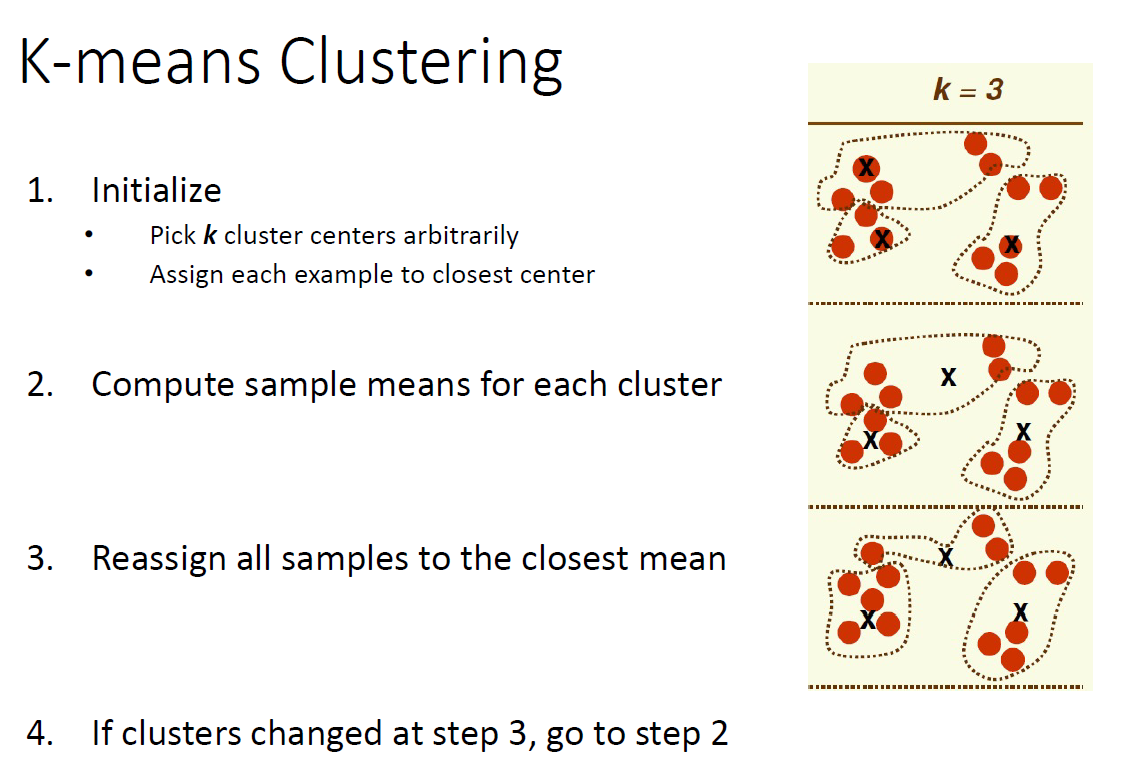 K-means Clustering
k = 3
1. Initialize
• Pick k cluster centers arbitrarily
• Assign each example to closest center
X
X
X
2. Compute sample means for each cluster
X
X
X
3. Reassign all samples to the closest mean
X
X
X
4. If clusters changed at step 3, go to step 2